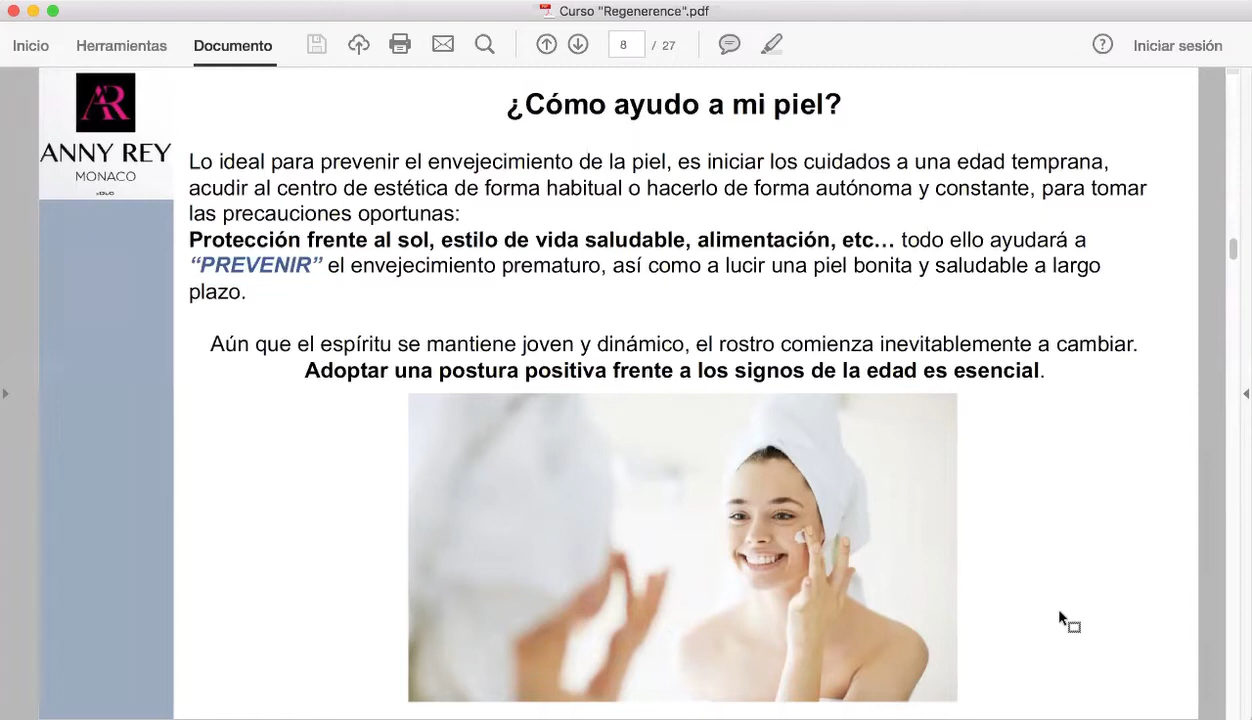 Curso "Regenerence".pdf
Inicio Herramientas Documento 8 / 27 Iniciar sesión
AR
ANNY REY
MONACO
¿Cómo ayudo a mi piel?
Lo ideal para prevenir el envejecimiento de la piel, es iniciar los cuidados a una edad temprana,
acudir al centro de estética de forma habitual o hacerlo de forma autónoma y constante, para tomar
las precauciones oportunas:
Protección frente al sol, estilo de vida saludable, alimentación, etc… todo ello ayudará a
“PREVENIR” el envejecimiento prematuro, así como a lucir una piel bonita y saludable a largo
plazo.
Aún que el espíritu se mantiene joven y dinámico, el rostro comienza inevitablemente a cambiar.
Adoptar una postura positiva frente a los signos de la edad es esencial.